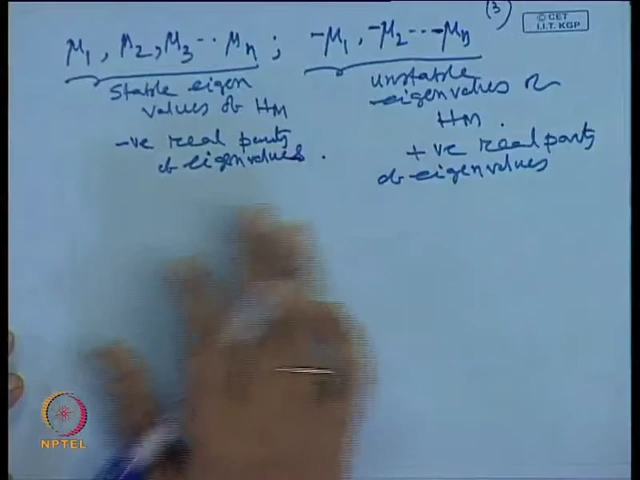 (3)
© CET
I.I.T. KGP
μ1, μ2, μ3 ·· μn ; -μ1, -μ2 ··· -μn
Stable eigen
values of HM
-ve real parts
of eigenvalues.
unstable
eigenvalues of
HM.
+ve real parts
of eigenvalues
NPTEL